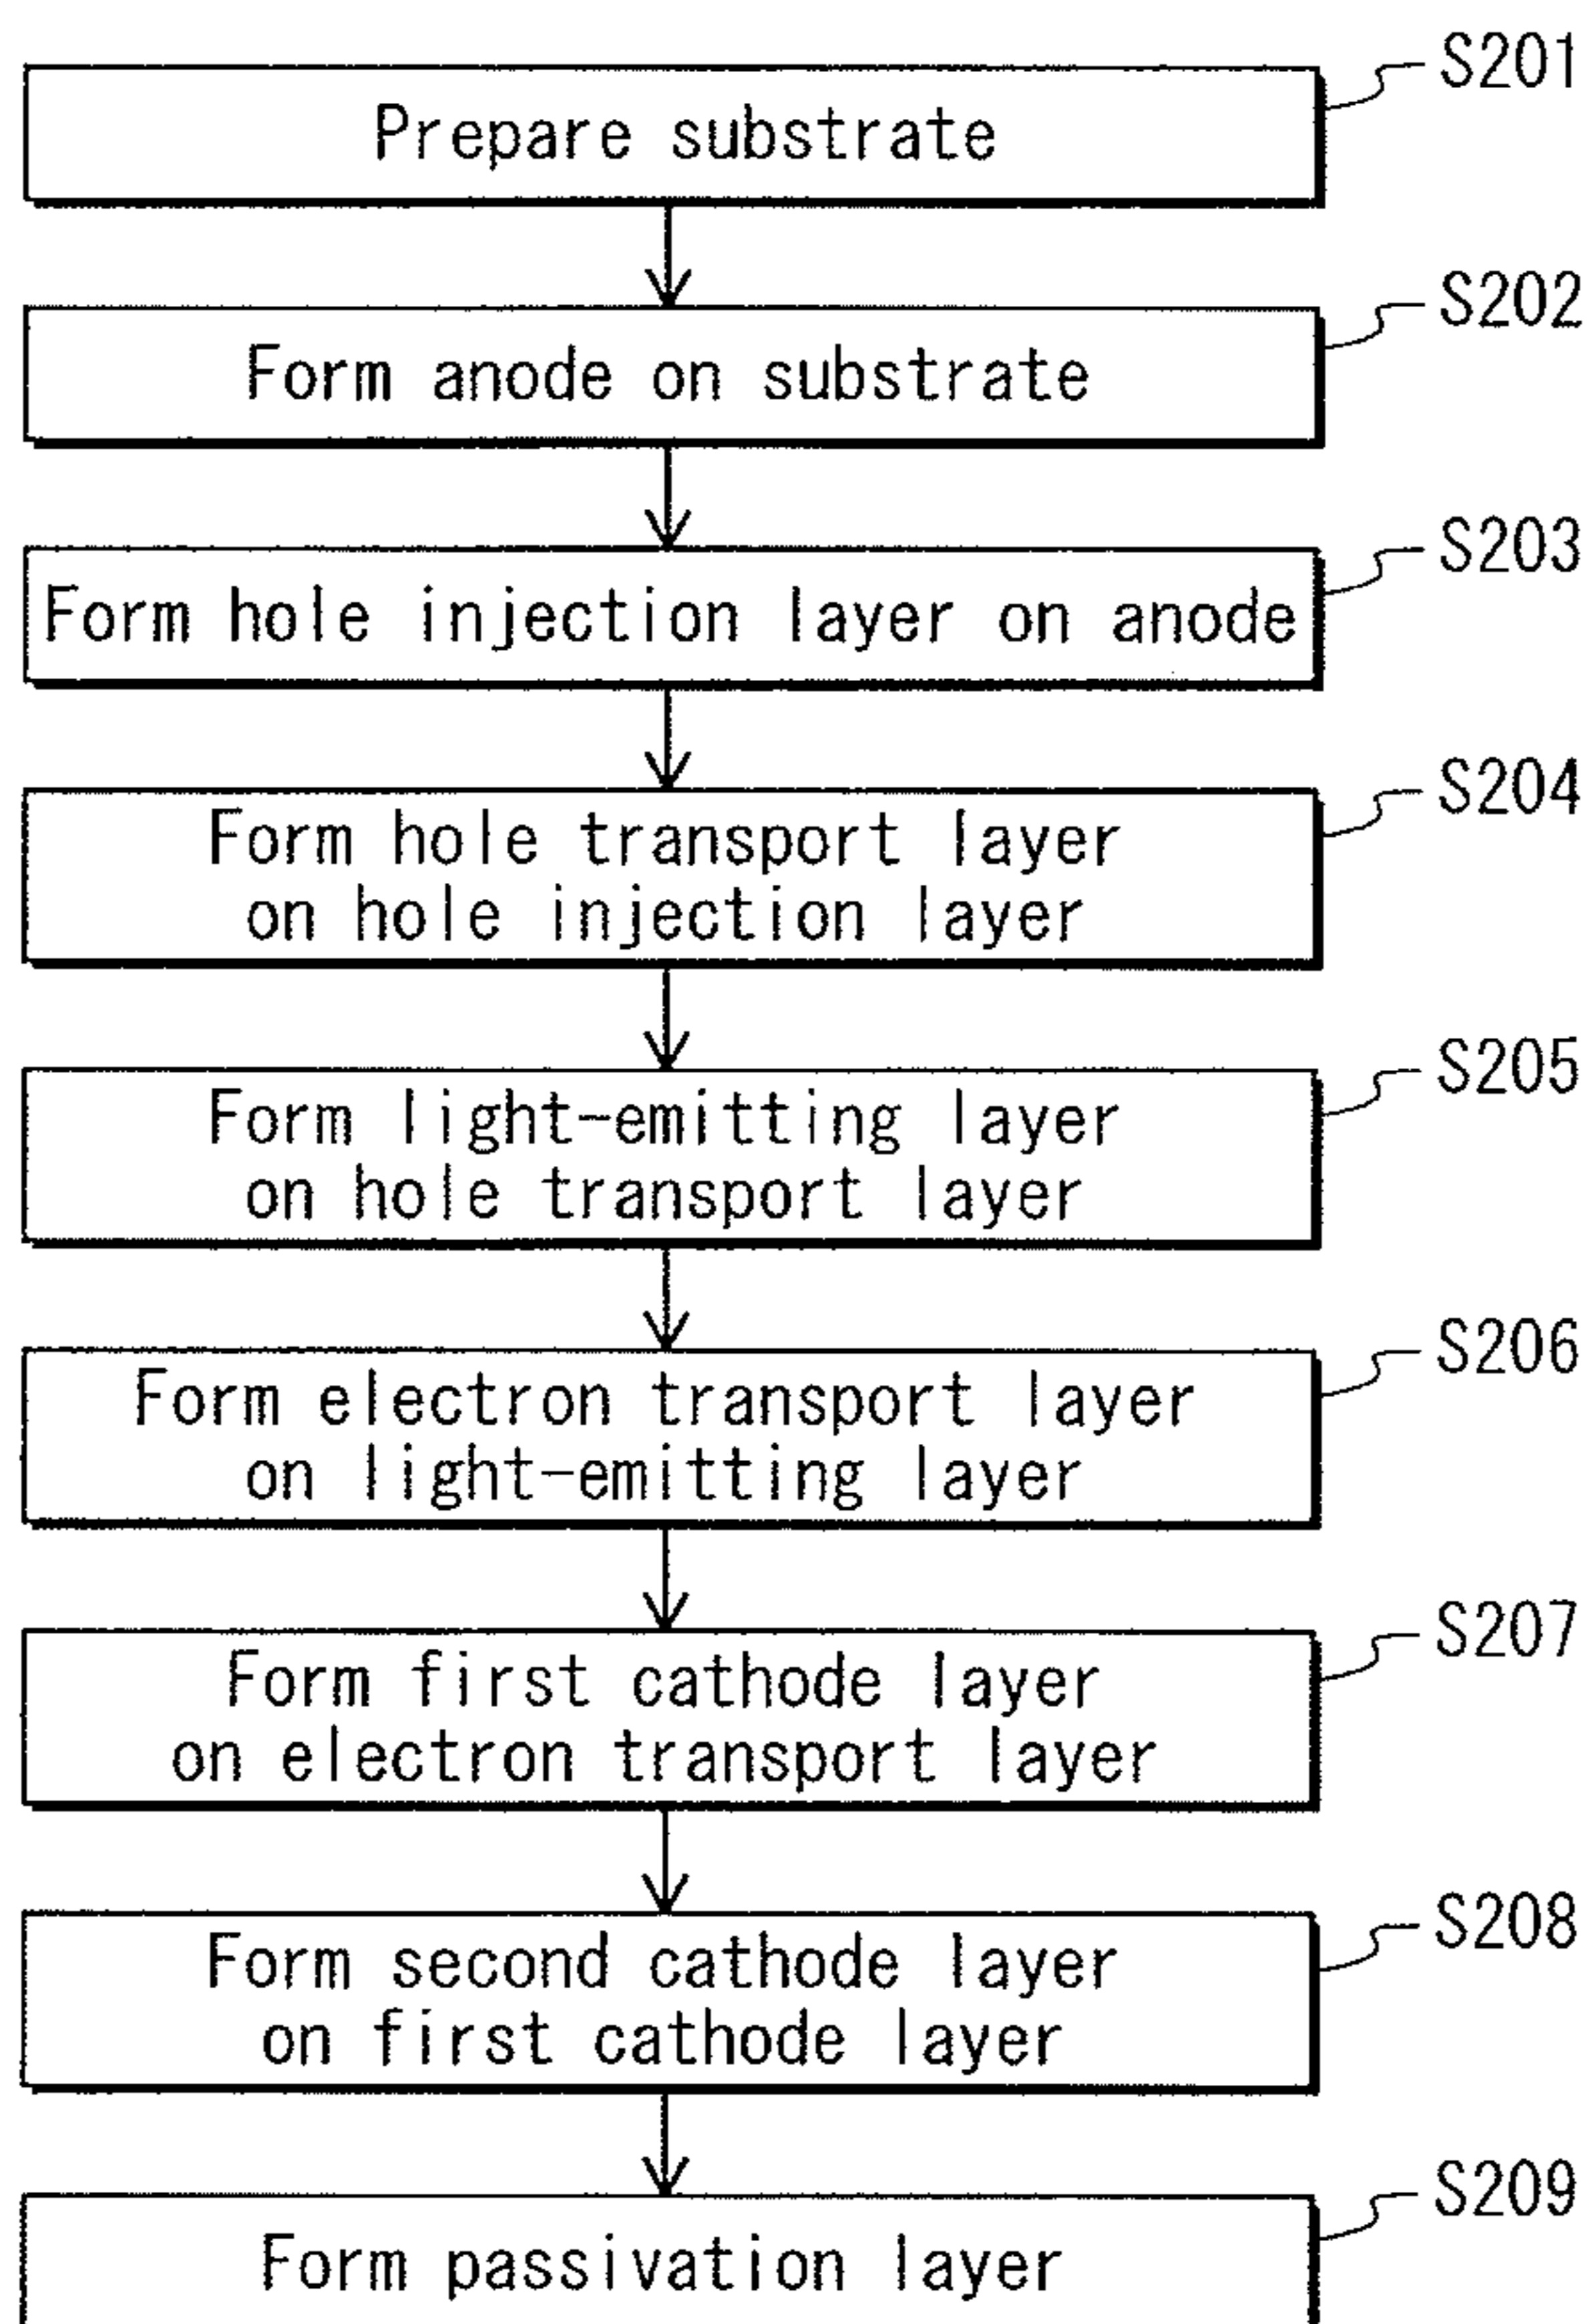 S201
Prepare substrate
S202
Form anode on substrate
S203
Form hole injection layer on anode
S204
Form hole transport layer
on hole injection layer
S205
Form light-emitting layer
on hole transport layer
S206
Form electron transport layer
on light-emitting layer
S207
Form first cathode layer
on electron transport layer
S208
Form second cathode layer
on first cathode layer
S209
Form passivation layer